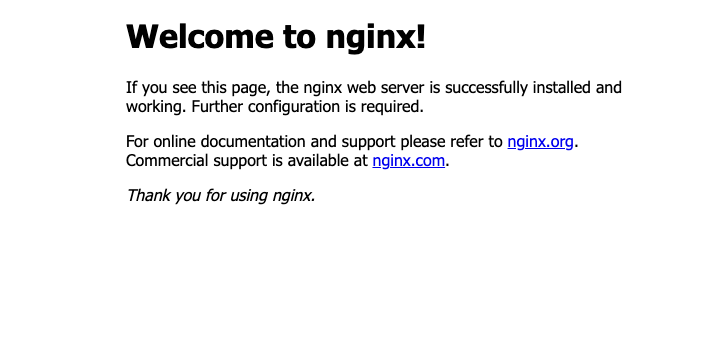 Welcome to nginx!
If you see this page, the nginx web server is successfully installed and
working. Further configuration is required.
For online documentation and support please refer to nginx.org.
Commercial support is available at nginx.com.
Thank you for using nginx.